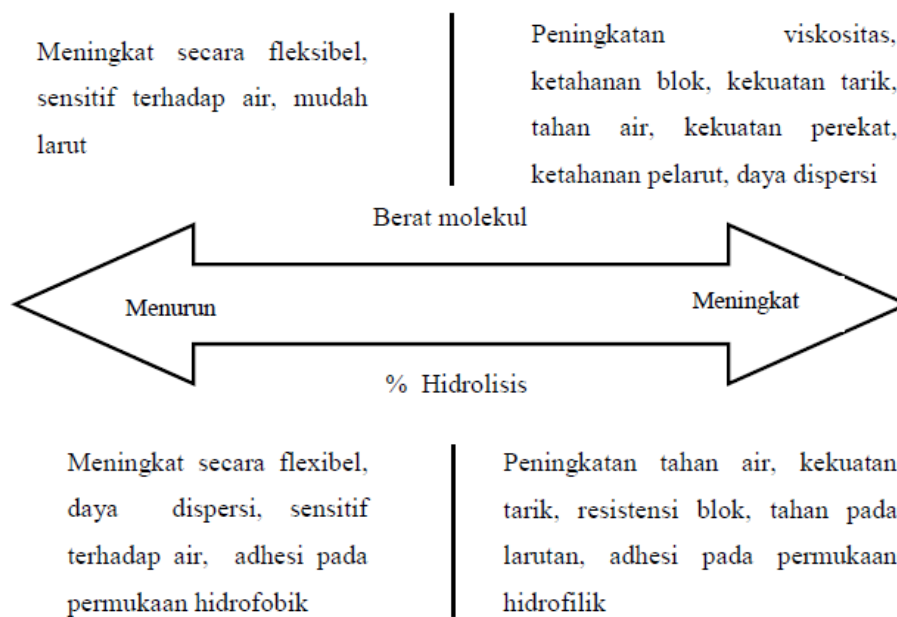 Meningkat secara fleksibel,
sensitif terhadap air, mudah
larut
Peningkatan viskositas,
ketahanan blok, kekuatan tarik,
tahan air, kekuatan perekat,
ketahanan pelarut, daya dispersi
Berat molekul
Menurun
Meningkat
% Hidrolisis
Meningkat secara flexibel,
daya dispersi, sensitif
terhadap air, adhesi pada
permukaan hidrofobik
Peningkatan tahan air, kekuatan
tarik, resistensi blok, tahan pada
larutan, adhesi pada permukaan
hidrofilik